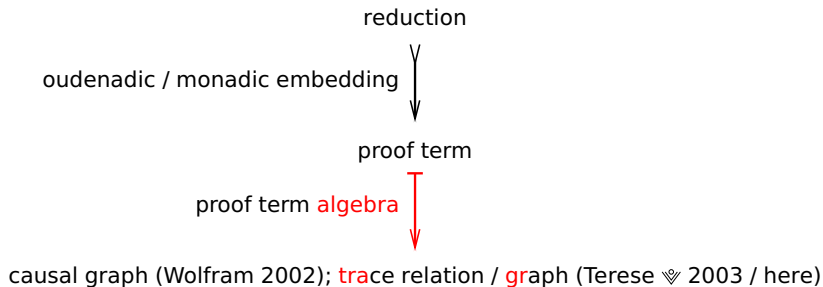 reduction
oudenadic / monadic embedding
proof term
proof term algebra
causal graph (Wolfram 2002); trace relation / graph (Terese 2003 / here)